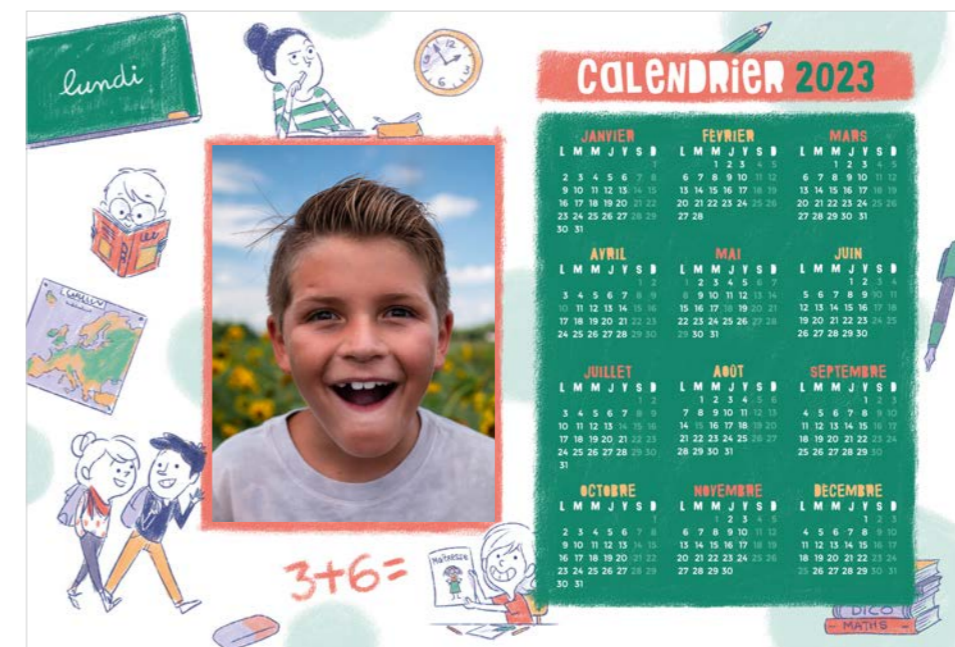 lundi
CALENDRIER 2023
JANVIER
L M M J V S D
1
2 3 4 5 6 7 8
9 10 11 12 13 14 15
16 17 18 19 20 21 22
23 24 25 26 27 28 29
30 31
FÉVRIER
L M M J V S D
1 2 3 4 5
6 7 8 9 10 11 12
13 14 15 16 17 18 19
20 21 22 23 24 25 26
27 28
MARS
L M M J V S D
1 2 3 4 5
6 7 8 9 10 11 12
13 14 15 16 17 18 19
20 21 22 23 24 25 26
27 28 29 30 31
AVRIL
L M M J V S D
1 2
3 4 5 6 7 8 9
10 11 12 13 14 15 16
17 18 19 20 21 22 23
24 25 26 27 28 29 30
MAI
L M M J V S D
1 2 3 4 5 6 7
8 9 10 11 12 13 14
15 16 17 18 19 20 21
22 23 24 25 26 27 28
29 30 31
JUIN
L M M J V S D
1 2 3 4
5 6 7 8 9 10 11
12 13 14 15 16 17 18
19 20 21 22 23 24 25
26 27 28 29 30
JUILLET
L M M J V S D
1 2
3 4 5 6 7 8 9
10 11 12 13 14 15 16
17 18 19 20 21 22 23
24 25 26 27 28 29 30
31
AOÛT
L M M J V S D
1 2 3 4 5 6
7 8 9 10 11 12 13
14 15 16 17 18 19 20
21 22 23 24 25 26 27
28 29 30 31
SEPTEMBRE
L M M J V S D
1 2 3
4 5 6 7 8 9 10
11 12 13 14 15 16 17
18 19 20 21 22 23 24
25 26 27 28 29 30
OCTOBRE
L M M J V S D
1
2 3 4 5 6 7 8
9 10 11 12 13 14 15
16 17 18 19 20 21 22
23 24 25 26 27 28 29
30 31
NOVEMBRE
L M M J V S D
1 2 3 4 5
6 7 8 9 10 11 12
13 14 15 16 17 18 19
20 21 22 23 24 25 26
27 28 29 30
DÉCEMBRE
L M M J V S D
1 2 3
4 5 6 7 8 9 10
11 12 13 14 15 16 17
18 19 20 21 22 23 24
25 26 27 28 29 30 31
3+6=
MaîTResse
DICO
MATHS